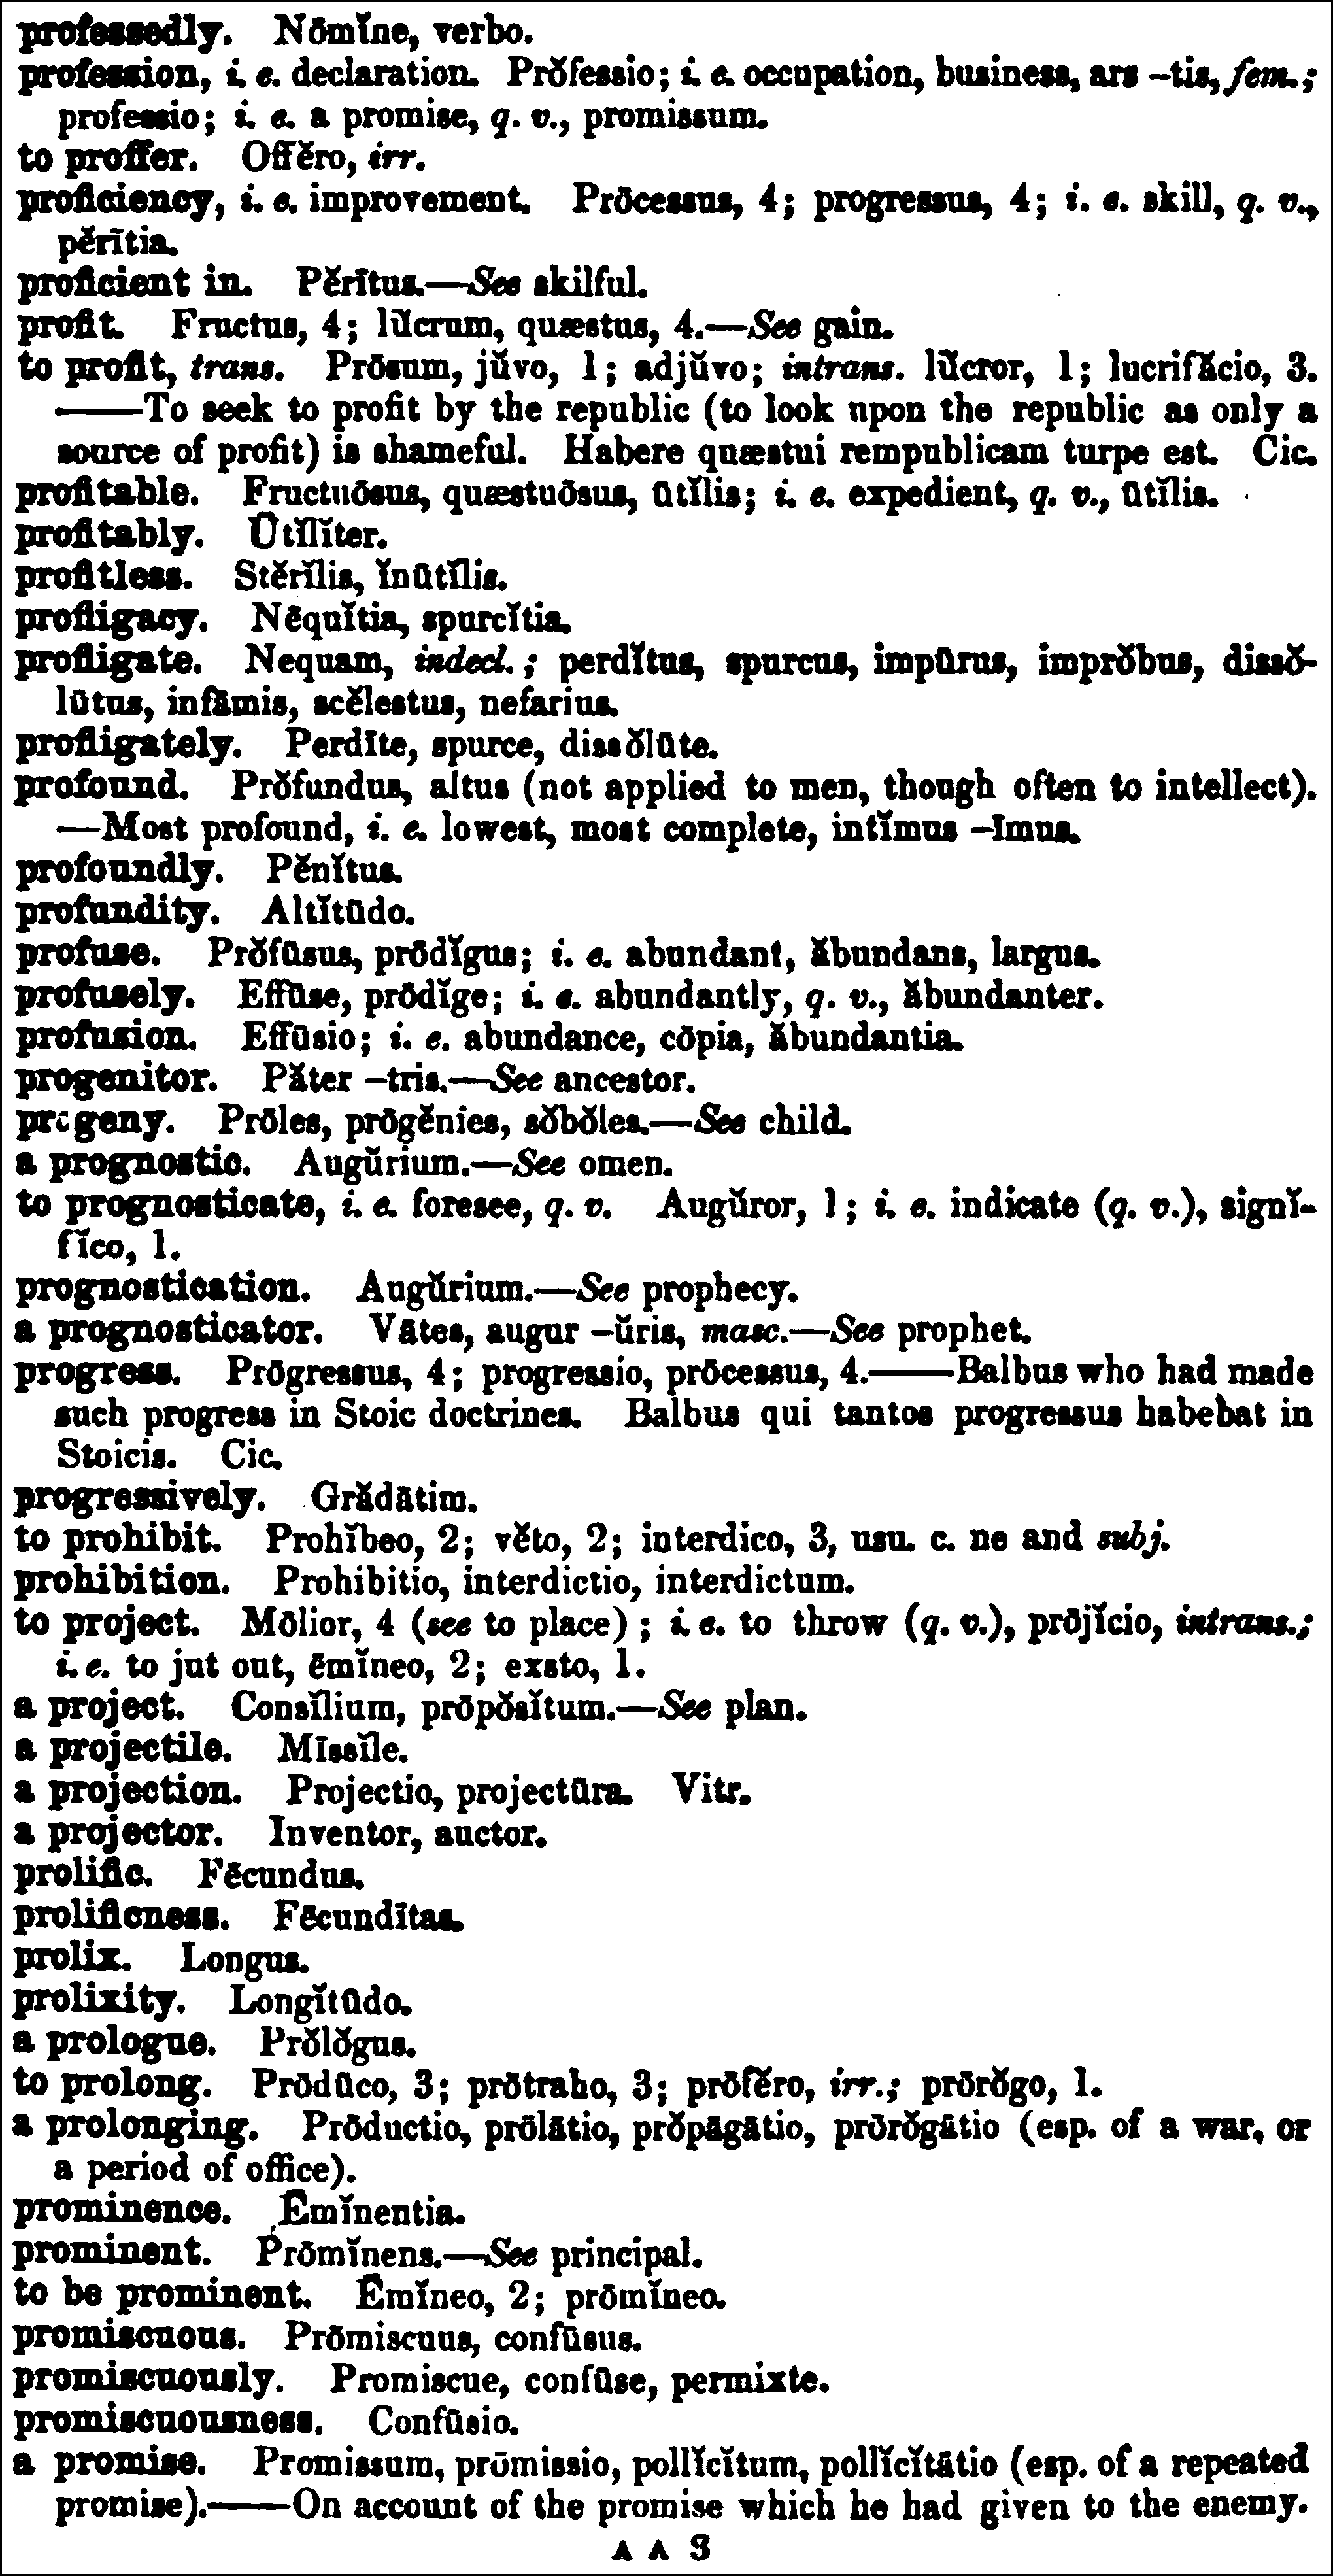 professedly. Nōmĭne, verbo.
profession, i. e. declaration. Prŏfessio; i. e. occupation, business, ars –tis, fem.;
professio; i. e. a promise, q. v., promissum.
to proffer. Offĕro, irr.
proficiency, i. e. improvement. Prōcessus, 4; progressus, 4; i. e. skill, q. v.,
pĕrītia.
proficient in. Pĕrītus.—See skilful.
profit. Fructus, 4; lŭcrum, quæstus, 4.—See gain.
to profit, trans. Prōsum, jŭvo, 1; adjŭvo; intrans. lŭcror, 1; lucrifăcio, 3.
——To seek to profit by the republic (to look upon the republic as only a
source of profit) is shameful. Habere quæstui rempublicam turpe est. Cic.
profitable. Fructuōsus, quæstuōsus, ūtĭlis; i. e. expedient, q. v., ūtĭlis.
profitably. Ūtĭlĭter.
profitless. Stĕrĭlis, ĭnūtĭlis.
profligacy. Nēquĭtia, spurcĭtia.
profligate. Nequam, indecl.; perdĭtus, spurcus, impūrus, imprŏbus, dissŏ-
lūtus, infāmis, scĕlestus, nefarius.
profligately. Perdĭte, spurce, dissŏlūte.
profound. Prŏfundus, altus (not applied to men, though often to intellect).
—Most profound, i. e. lowest, most complete, intĭmus –Imus.
profoundly. Pĕnĭtus.
profundity. Altĭtūdo.
profuse. Prŏfūsus, prōdĭgus; i. e. abundant, ăbundans, largus.
profusely. Effūse, prōdĭge; i. e. abundantly, q. v., ăbundanter.
profusion. Effūsio; i. e. abundance, cōpia, ăbundantia.
progenitor. Păter –tris.—See ancestor.
progeny. Prōles, prōgĕnies, sŏbŏles.—See child.
a prognostic. Augŭrium.—See omen.
to prognosticate, i. e. foresee, q. v. Augŭror, 1; i. e. indicate (q. v.), signĭ-
fĭco, 1.
prognostication. Augŭrium.—See prophecy.
a prognosticator. Vātes, augur –ŭris, masc.—See prophet.
progress. Prōgressus, 4; progressio, prōcessus, 4.——Balbus who had made
such progress in Stoic doctrines. Balbus qui tantos progressus habebat in
Stoicis. Cic.
progressively. Grădātim.
to prohibit. Prohĭbeo, 2; vĕto, 2; interdico, 3, usu. c. ne and subj.
prohibition. Prohibitio, interdictio, interdictum.
to project. Mōlior, 4 (see to place); i. e. to throw (q. v.), prōjĭcio, intrans.;
i. e. to jut out, ēmĭneo, 2; exsto, 1.
a project. Consĭlium, prōpŏsĭtum.—See plan.
a projectile. Mīssĭle.
a projection. Projectio, projectūra. Vitr.
a projector. Inventor, auctor.
prolific. Fēcundus.
prolificness. Fēcundĭtas.
prolix. Longus.
prolixity. Longĭtūdo.
a prologue. Prŏlŏgus.
to prolong. Prōdūco, 3; prōtraho, 3; prōfĕro, irr.; prōrŏgo, 1.
a prolonging. Prōductio, prōlātio, prŏpāgātio, prōrŏgātio (esp. of a war, or
a period of office).
prominence. Ēmĭnentia.
prominent. Prōmĭnens.—See principal.
to be prominent. Ēmĭneo, 2; prōmĭneo.
promiscuous. Prōmiscuus, confūsus.
promiscuously. Promiscue, confūse, permixte.
promiscuousness. Confūsio.
a promise. Promissum, prōmissio, pollĭcĭtum, pollĭcĭtātio (esp. of a repeated
promise).——On account of the promise which he had given to the enemy.
A A 3